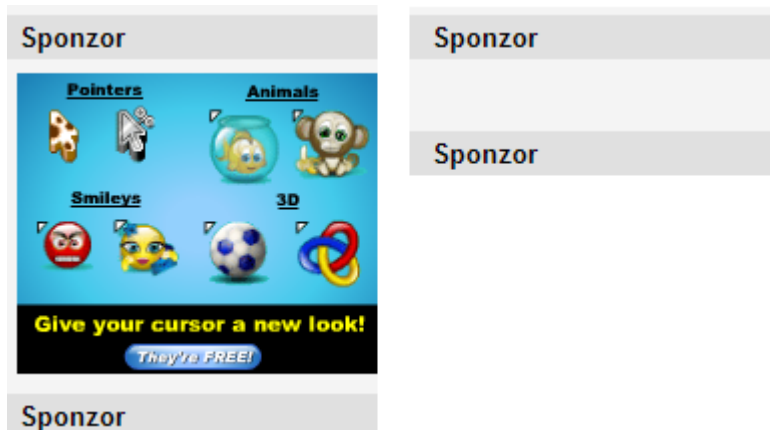 Sponzor
Pointers Animals
Smileys 3D
Give your cursor a new look!
They're FREE!
Sponzor
Sponzor
Sponzor